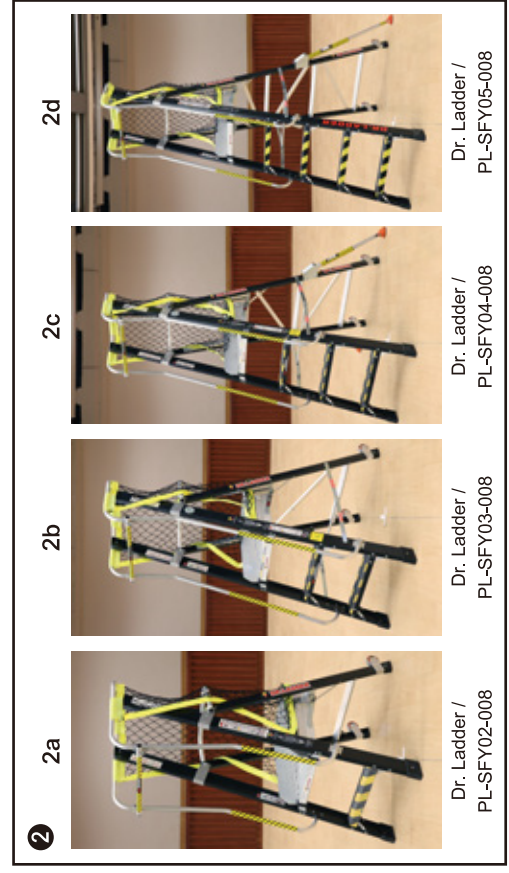 2
2a
2b
2c
2d
Dr. Ladder /
PL-SFY02-008
Dr. Ladder /
PL-SFY03-008
Dr. Ladder /
PL-SFY04-008
Dr. Ladder /
PL-SFY05-008